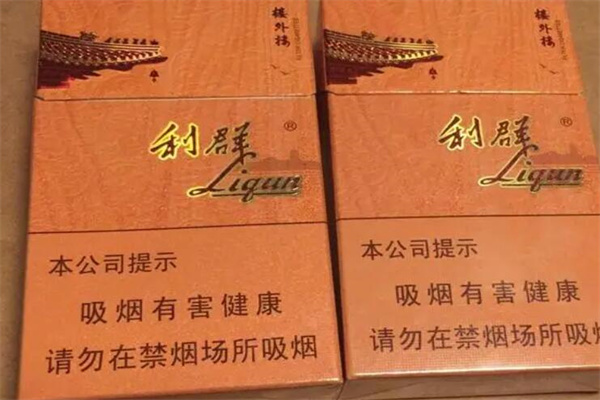 楼外楼
利群®
Liqun
本公司提示
吸烟有害健康
请勿在禁烟场所吸烟
楼外楼
利群®
Liqun
本公司提示
吸烟有害健康
请勿在禁烟场所吸烟